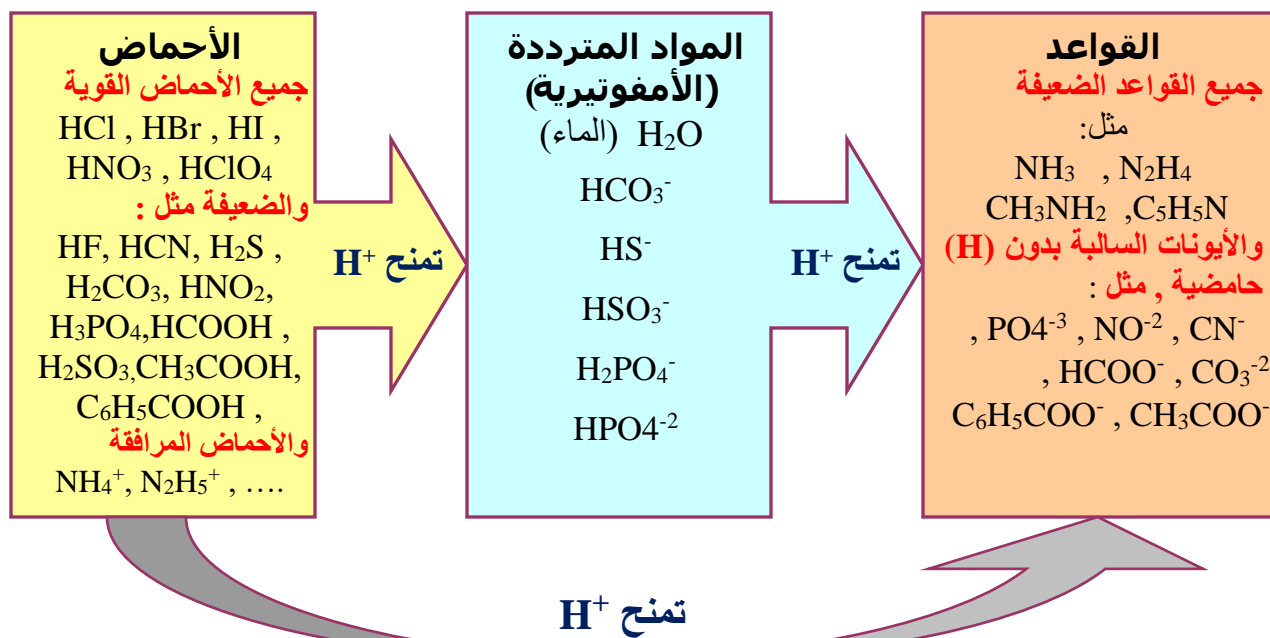 الأحماض
جميع الأحماض القوية
HCl , HBr , HI ,
HNO₃ , HClO₄
والضعيفة مثل :
HF, HCN, H₂S ,
H₂CO₃, HNO₂,
H₃PO₄,HCOOH ,
H₂SO₃,CH₃COOH,
C₆H₅COOH ,
والأحماض المرافقة
NH₄⁺, N₂H₅⁺ , ….
تمنح H⁺
المواد المترددة
(الأمفوتيرية)
H₂O (الماء)
HCO₃⁻
HS⁻
HSO₃⁻
H₂PO₄⁻
HPO4⁻²
تمنح H⁺
القواعد
جميع القواعد الضعيفة
مثل:
NH₃ , N₂H₄
CH₃NH₂ ,C₅H₅N
والأيونات السالبة بدون (H)
حامضية , مثل :
, PO4⁻³ , NO⁻² , CN⁻
, HCOO⁻ , CO₃⁻²
C₆H₅COO⁻ , CH₃COO⁻
تمنح H⁺